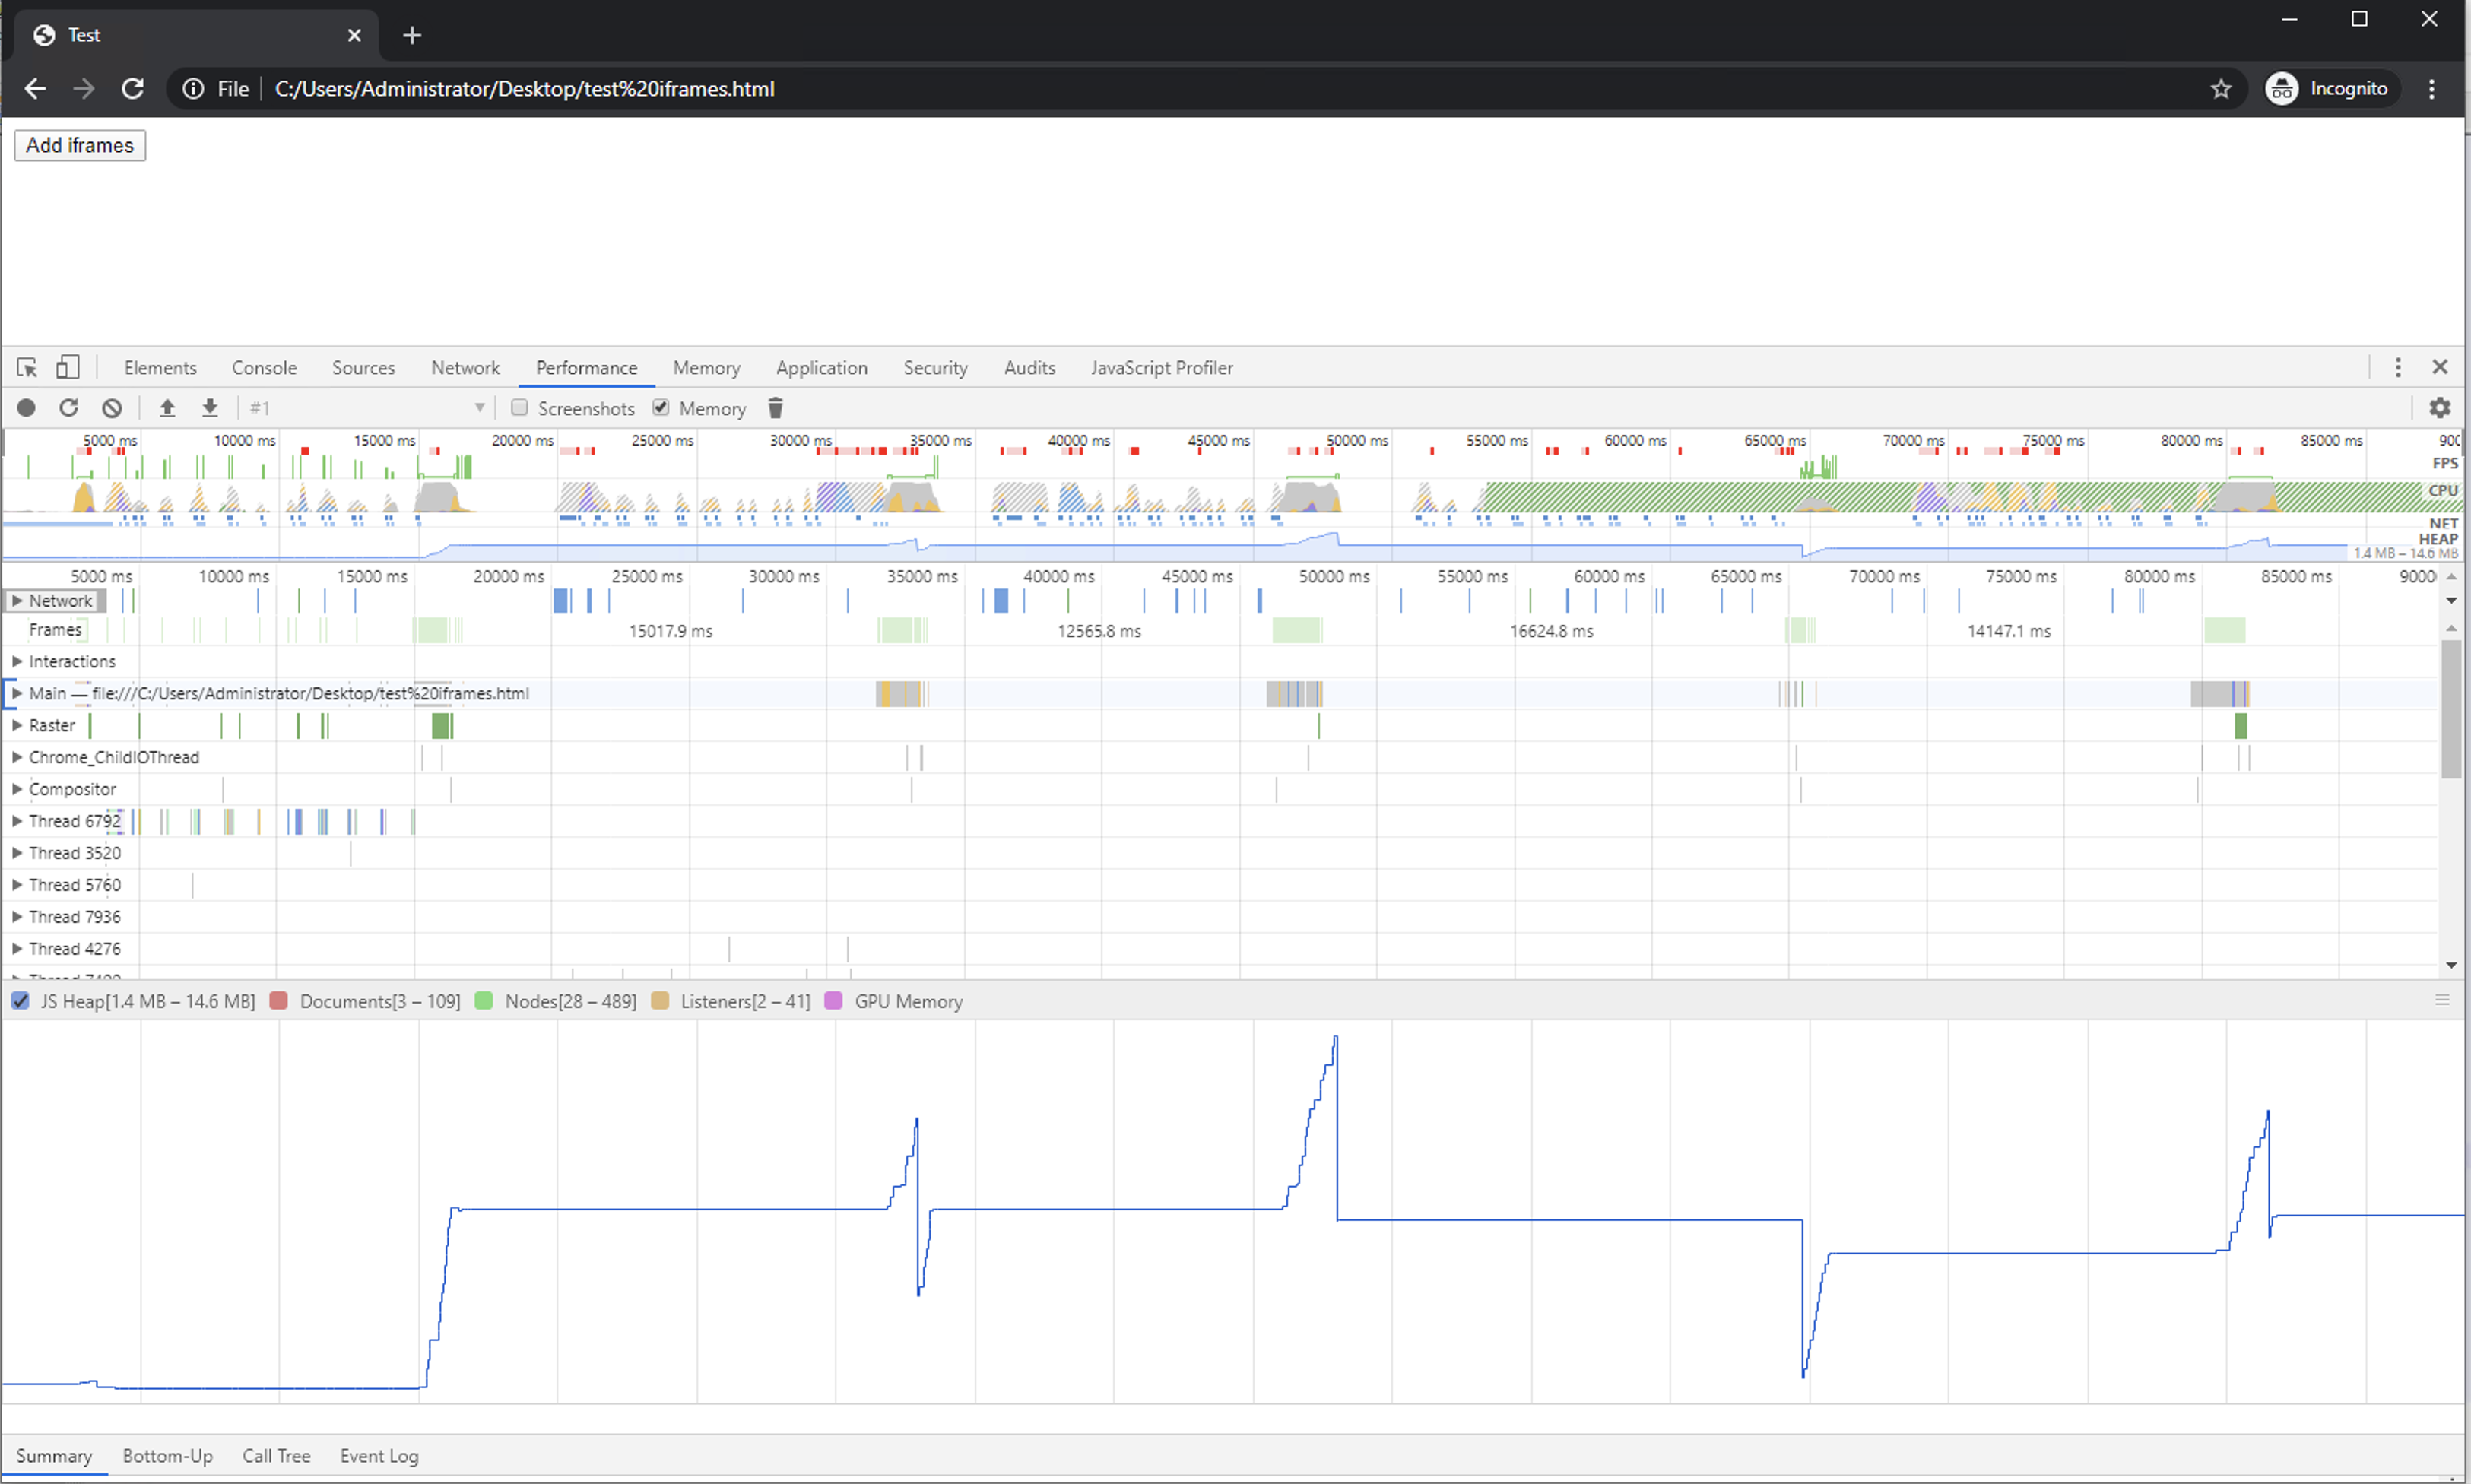 Test
File C:/Users/Administrator/Desktop/test%20iframes.html Incognito
Add iframes
Elements Console Sources Network Performance Memory Application Security Audits JavaScript Profiler
#1 Screenshots Memory
5000 ms 10000 ms 15000 ms 20000 ms 25000 ms 30000 ms 35000 ms 40000 ms 45000 ms 50000 ms 55000 ms 60000 ms 65000 ms 70000 ms 75000 ms 80000 ms 85000 ms 900
FPS
CPU
NET
HEAP
1.4 MB – 14.6 MB
5000 ms 10000 ms 15000 ms 20000 ms 25000 ms 30000 ms 35000 ms 40000 ms 45000 ms 50000 ms 55000 ms 60000 ms 65000 ms 70000 ms 75000 ms 80000 ms 85000 ms 9000
Network
Frames 15017.9 ms 12565.8 ms 16624.8 ms 14147.1 ms
Interactions
Main — file:///C:/Users/Administrator/Desktop/test%20iframes.html
Raster
Chrome_ChildIOThread
Compositor
Thread 6792
Thread 3520
Thread 5760
Thread 7936
Thread 4276
JS Heap[1.4 MB – 14.6 MB] Documents[3 – 109] Nodes[28 – 489] Listeners[2 – 41] GPU Memory
Summary Bottom-Up Call Tree Event Log